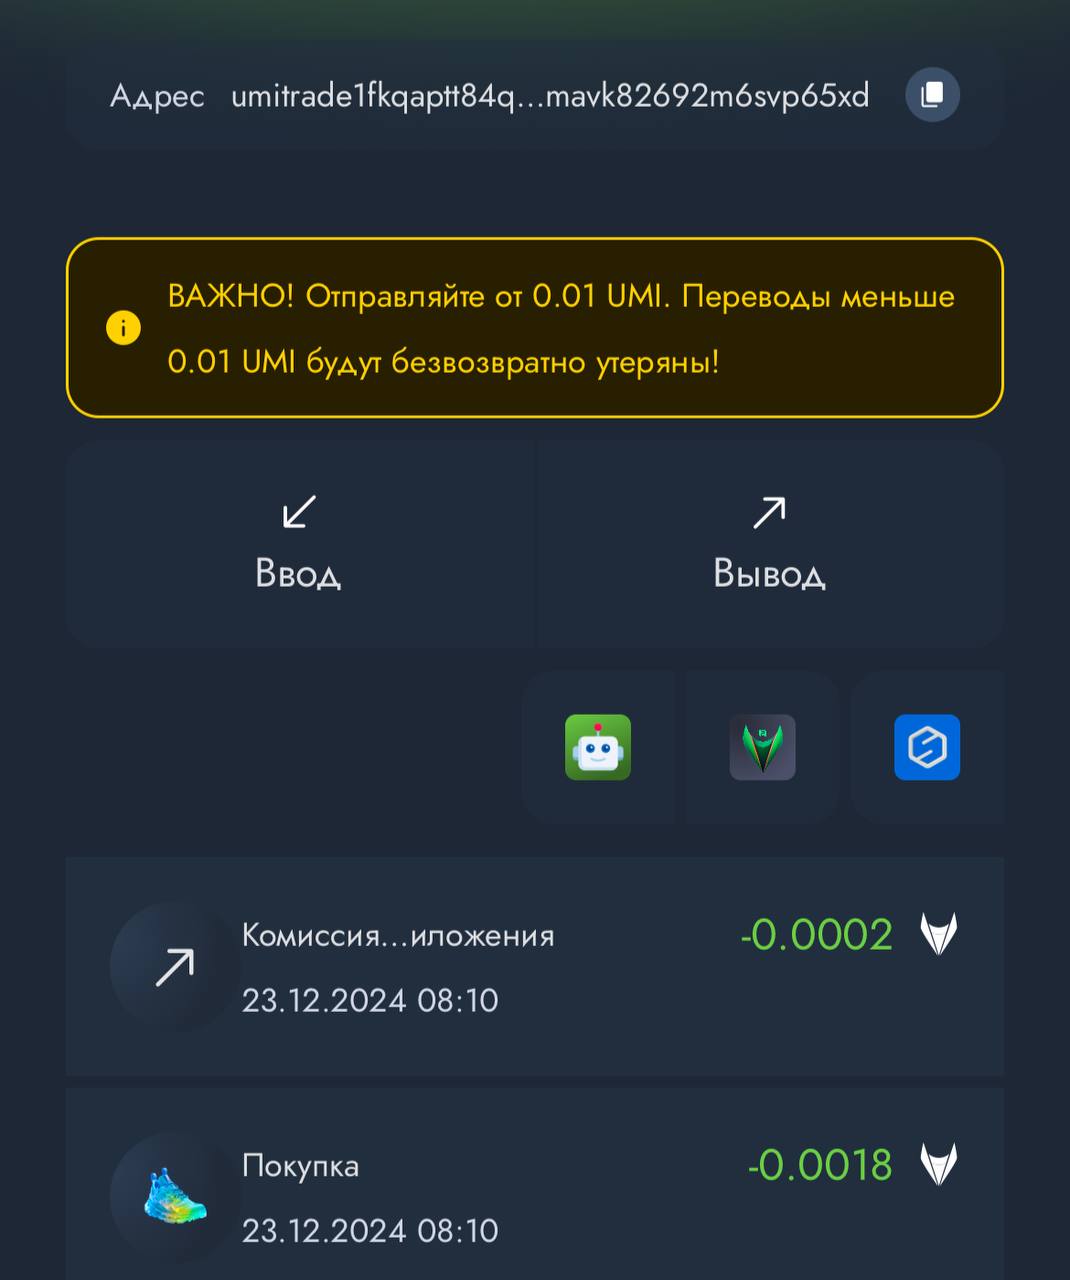 Адрес umitrade1fkqaptt84q...mavk82692m6svp65xd
ВАЖНО! Отправляйте от 0.01 UMI. Переводы меньше
0.01 UMI будут безвозвратно утеряны!
Ввод
Вывод
Комиссия...иложения
-0.0002
23.12.2024 08:10
Покупка
-0.0018
23.12.2024 08:10